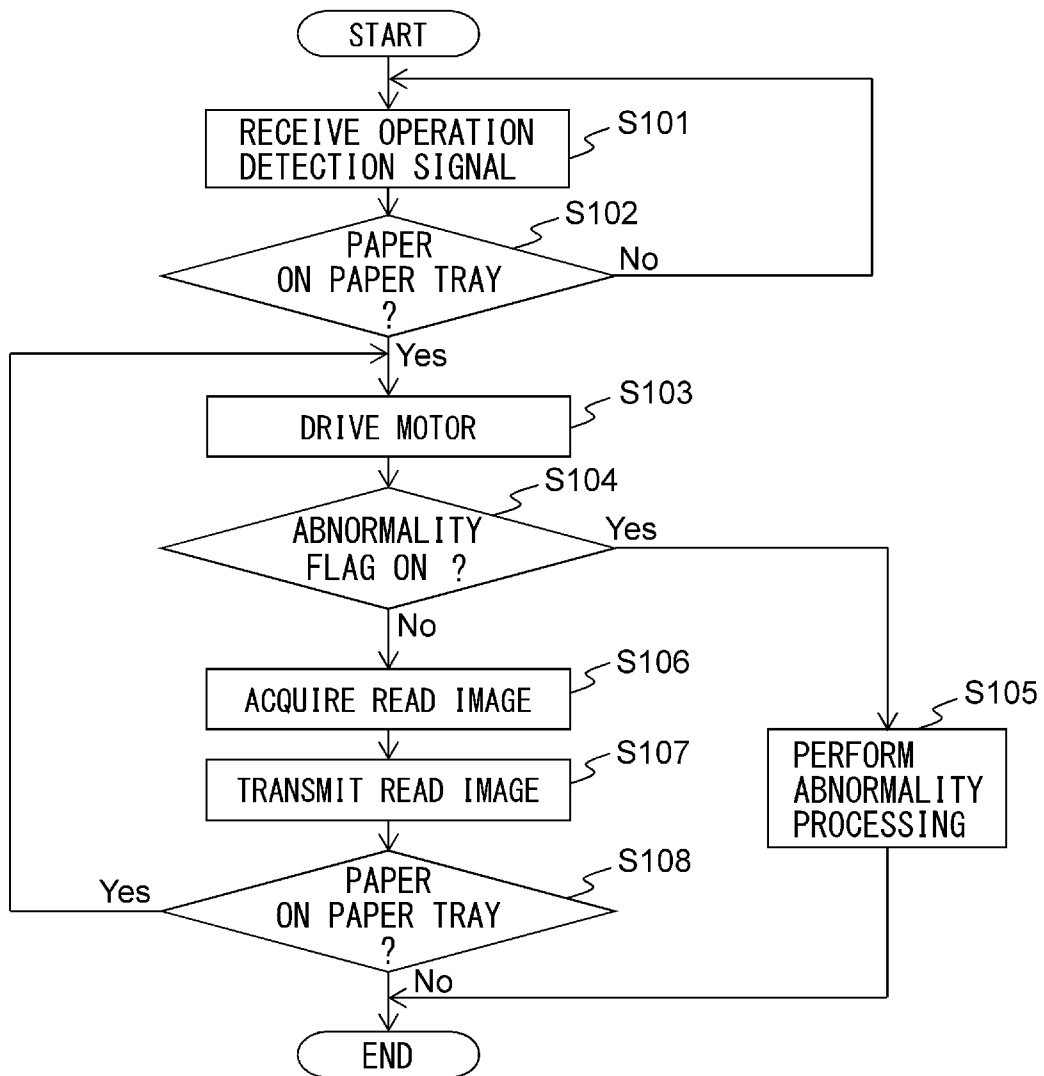 START
RECEIVE OPERATION
DETECTION SIGNAL
S101
S102
PAPER
ON PAPER TRAY
?
No
Yes
S103
DRIVE MOTOR
S104
ABNORMALITY
FLAG ON ?
Yes
No
S106
ACQUIRE READ IMAGE
S105
PERFORM
ABNORMALITY
PROCESSING
S107
TRANSMIT READ IMAGE
S108
PAPER
ON PAPER TRAY
?
Yes
No
END